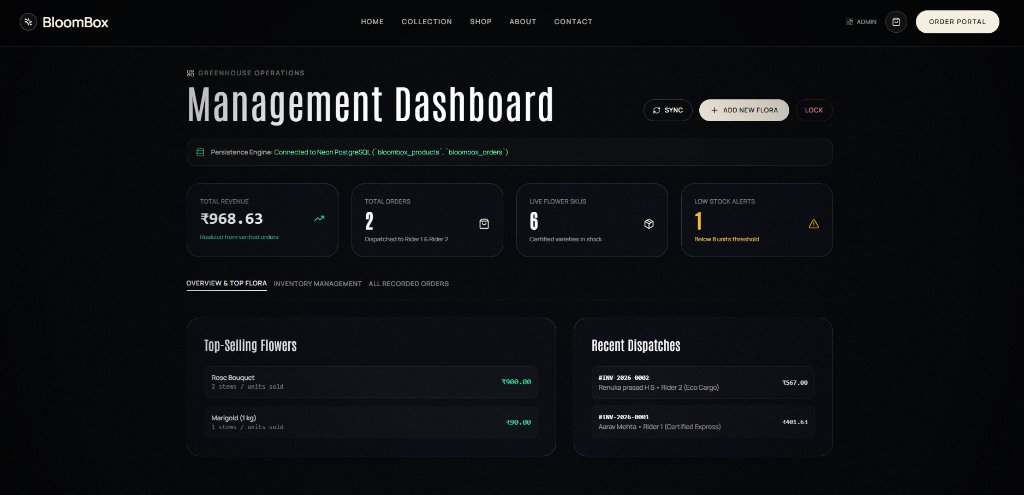 BloomBox
HOME COLLECTION SHOP ABOUT CONTACT
ADMIN
ORDER PORTAL
GREENHOUSE OPERATIONS
Management Dashboard
SYNC
ADD NEW FLORA
LOCK
Persistence Engine: Connected to Neon PostgreSQL (`bloombox_products`, `bloombox_orders`)
TOTAL REVENUE
₹968.63
Realized from verified orders
TOTAL ORDERS
2
Dispatched to Rider 1 & Rider 2
LIVE FLOWER SKUS
6
Certified varieties in stock
LOW STOCK ALERTS
1
Below 8 units threshold
OVERVIEW & TOP FLORA INVENTORY MANAGEMENT ALL RECORDED ORDERS
Top-Selling Flowers
Rose Bouquet
2 stems / units sold
₹900.00
Marigold (1 kg)
1 stems / units sold
₹90.00
Recent Dispatches
#INV-2026-0002
Renuka prasad H S • Rider 2 (Eco Cargo)
₹567.00
#INV-2026-0001
Aarav Mehta • Rider 1 (Certified Express)
₹401.63